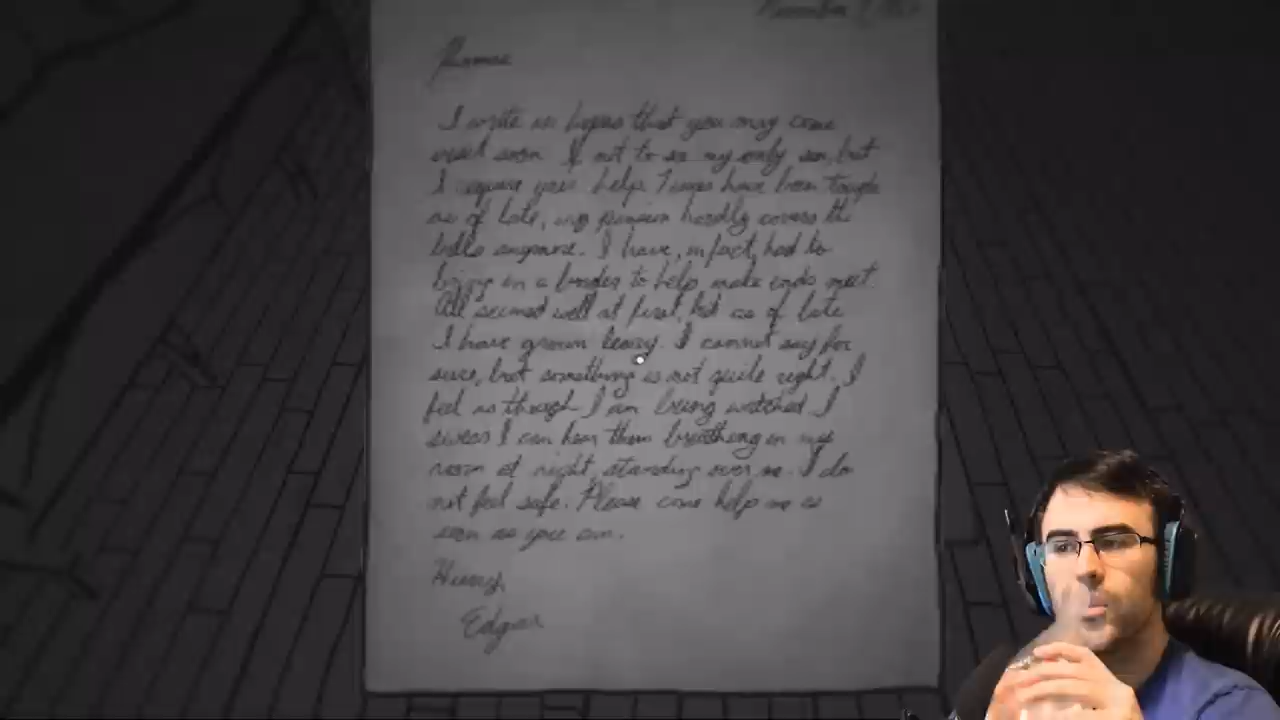 Thomas
I write in hopes that you may come
visit soon. I not to see my only son, but
I require your help. Times have been tough
as of late, my pension hardly covers the
bills anymore. I have, in fact, had to
bring in a boarder to help make ends meet.
All seemed well at first, but as of late
I have grown leary. I cannot say for
sure, but something is not quite right. I
feel as though I am being watched. I
swear I can hear them breathing in my
room at night, standing over me. I do
not feel safe. Please come help me as
soon as you can.
Hurry,
Edgar